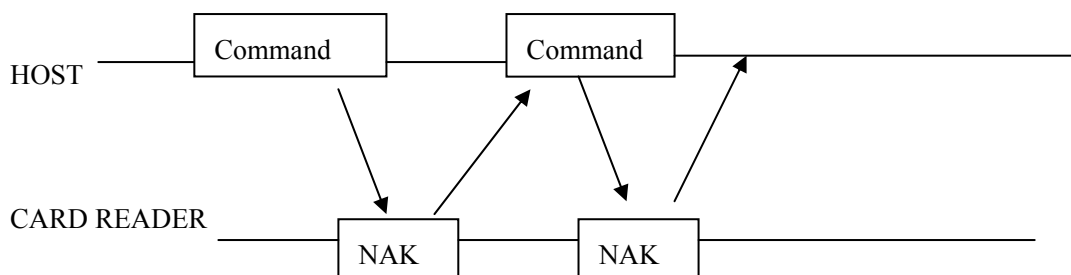 Command
Command
HOST
CARD READER
NAK
NAK